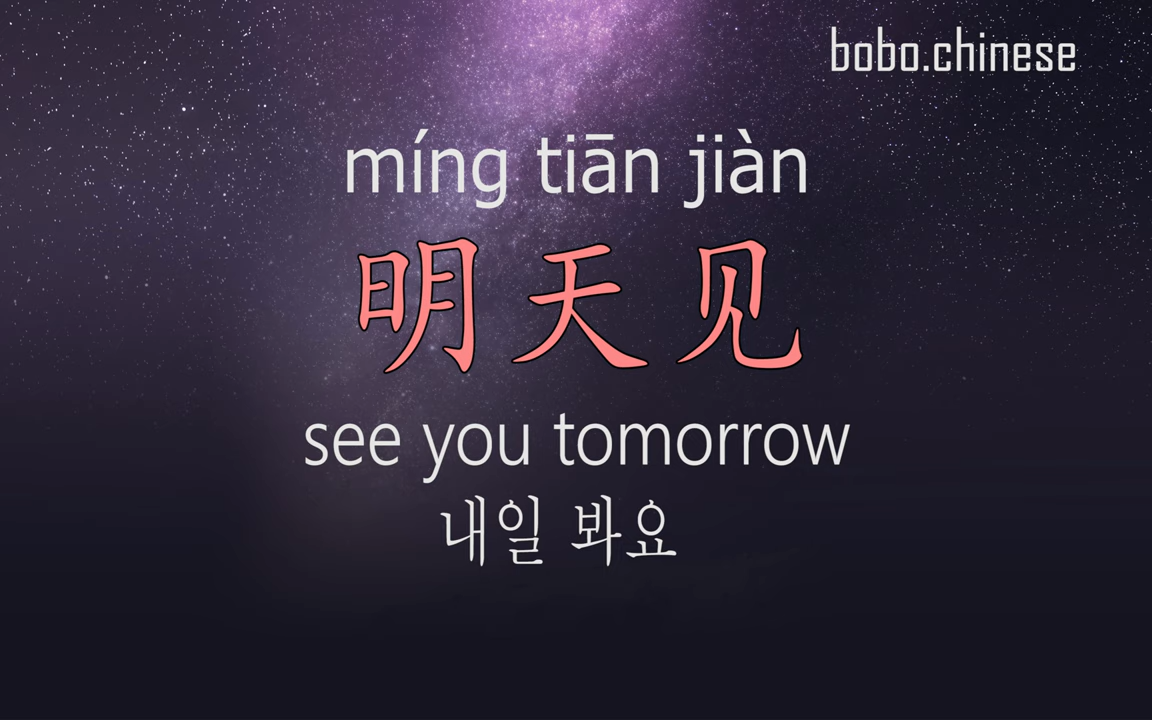 bobo.chinese
míng tiān jiàn
明天见
see you tomorrow
내일 봐요